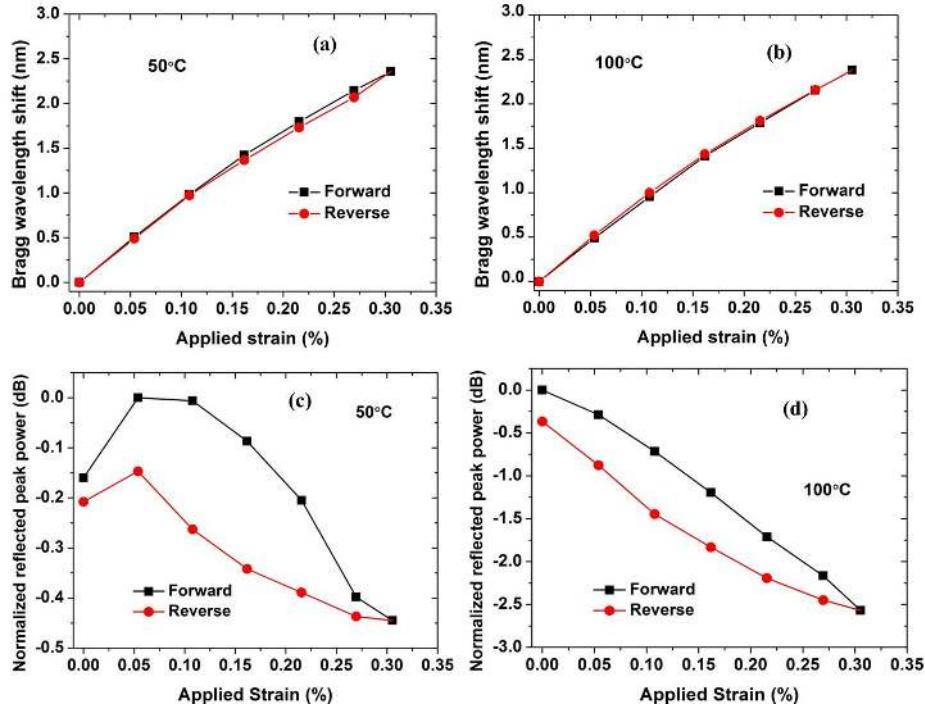 (a)
50°C
Bragg wavelength shift (nm)
3.0
2.5
2.0
1.5
1.0
0.5
0.0
Forward
Reverse
0.00 0.05 0.10 0.15 0.20 0.25 0.30 0.35
Applied strain (%)
(b)
100°C
Bragg wavelength shift (nm)
3.0
2.5
2.0
1.5
1.0
0.5
0.0
Forward
Reverse
0.00 0.05 0.10 0.15 0.20 0.25 0.30 0.35
Applied strain (%)
(c)
50°C
Normalized reflected peak power (dB)
0.0
-0.1
-0.2
-0.3
-0.4
-0.5
Forward
Reverse
0.00 0.05 0.10 0.15 0.20 0.25 0.30 0.35
Applied Strain (%)
(d)
100°C
Normalized reflected peak power (dB)
0.0
-0.5
-1.0
-1.5
-2.0
-2.5
-3.0
Forward
Reverse
0.00 0.05 0.10 0.15 0.20 0.25 0.30 0.35
Applied Strain (%)